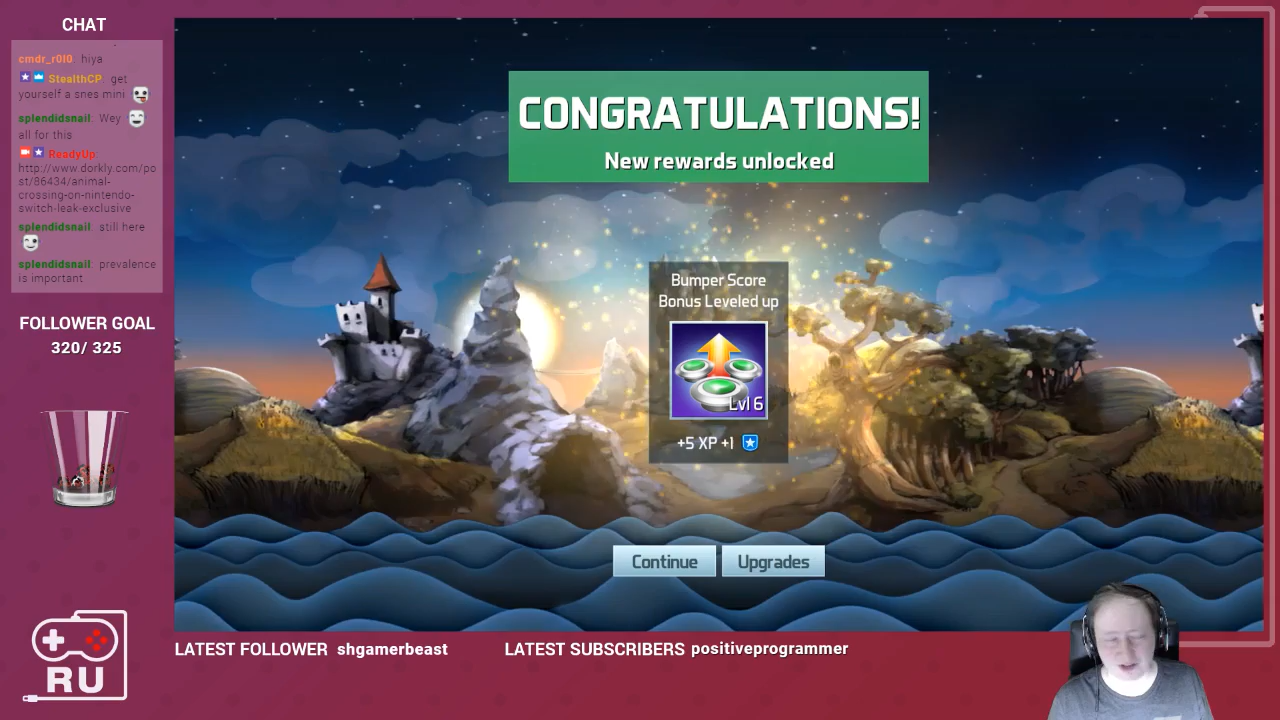 CHAT
cmdr_r0l0: hiya
StealthCP: get
yourself a snes mini
splendidsnail: Wey
all for this
ReadyUp:
http://www.dorkly.com/po
st/86434/animal-
crossing-on-nintendo-
switch-leak-exclusive
splendidsnail: still here
splendidsnail: prevalence
is important
FOLLOWER GOAL
320/ 325
RU
CONGRATULATIONS!
New rewards unlocked
Bumper Score
Bonus Leveled up
Lvl 6
+5 XP +1
Continue
Upgrades
LATEST FOLLOWER shgamerbeast
LATEST SUBSCRIBERS positiveprogrammer